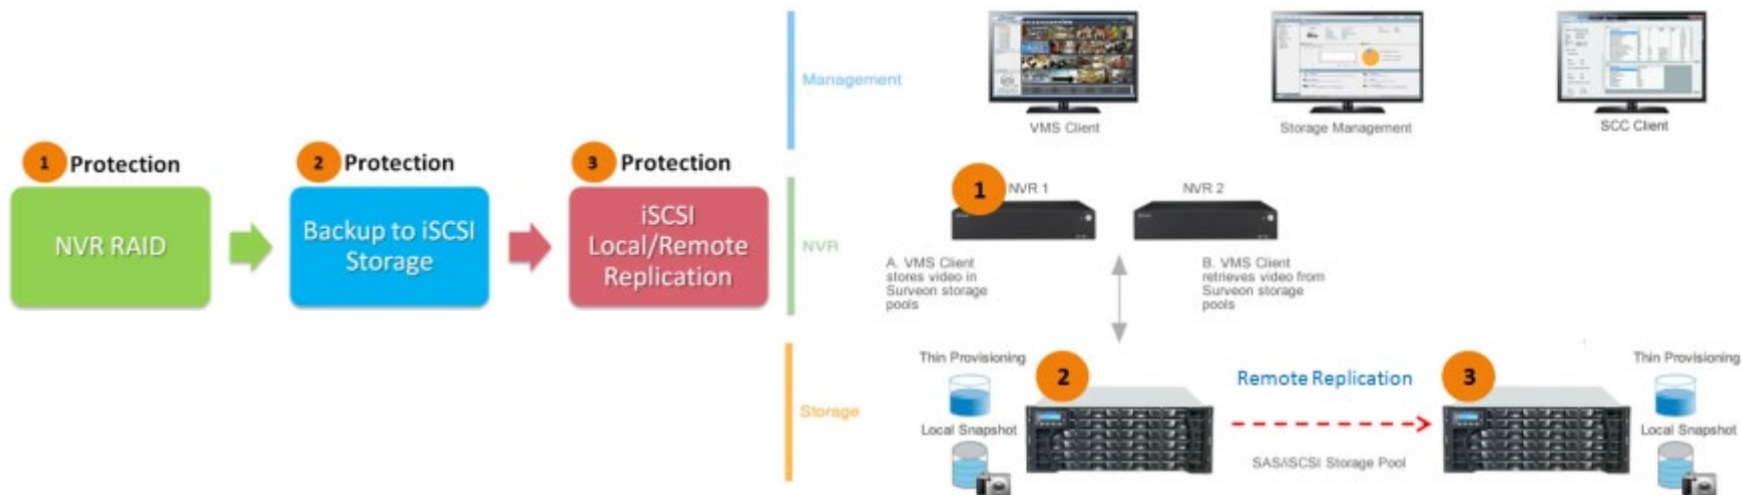 1 Protection
NVR RAID
2 Protection
Backup to iSCSI
Storage
3 Protection
iSCSI
Local/Remote
Replication
Management
VMS Client
Storage Management
SCC Client
NVR
1
NVR 1
NVR 2
A. VMS Client
stores video in
Surveon storage
pools
B. VMS Client
retrieves video from
Surveon storage
pools
Storage
Thin Provisioning
Local Snapshot
2
Remote Replication
SAS/iSCSI Storage Pool
3
Thin Provisioning
Local Snapshot